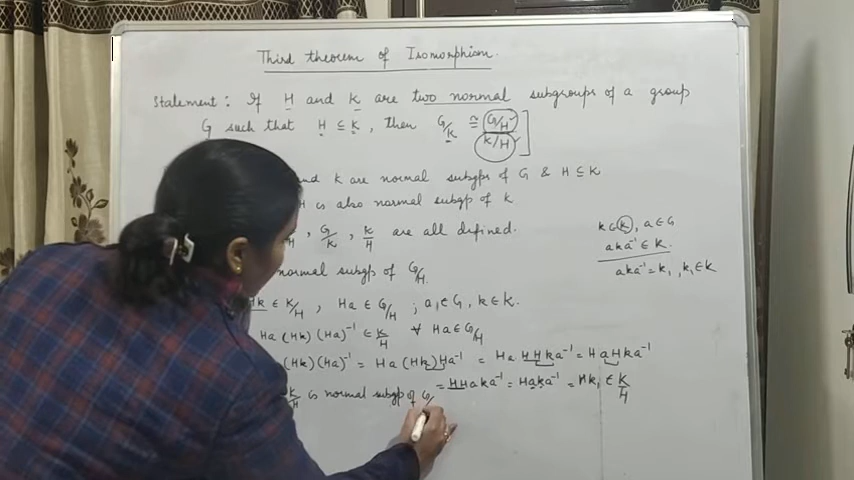 Third theorem of Isomorphism.
Statement : If H and K are two normal subgroups of a group
G such that H ⊆ K, then G/K ≅ (G/H)/(K/H)
and K are normal subgps of G & H ⊆ K
H is also normal subgp of K
, G/K , K/H are all defined.
k ∈ K, a ∈ G
aka⁻¹ ∈ K.
aka⁻¹ = k₁, k₁ ∈ K
normal subgp of G/H.
Hk ∈ K/H , Ha ∈ G/H ; a ∈ G, k ∈ K.
Ha (Hk) (Ha)⁻¹ ∈ K/H ∀ Ha ∈ G/H
(Hk) (Ha)⁻¹ = Ha (Hk) Ha⁻¹ = Ha HHka⁻¹ = HaHka⁻¹
= HHaka⁻¹ = Haka⁻¹ = Hk₁ ∈ K/H
K/H is normal subgp of G/